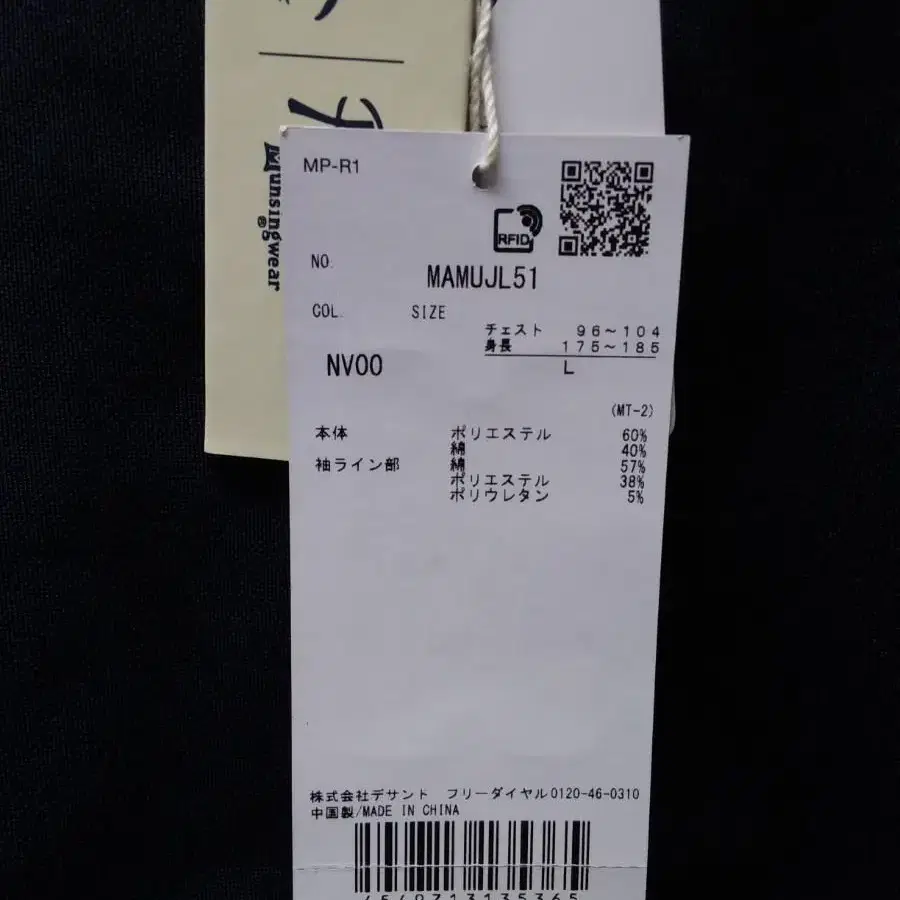 Munsingwear
®
MP-R1
RFID
NO.
MAMUJL51
COL. SIZE
チェスト 96～104
身長 175～185
NV00 L
(MT-2)
本体 ポリエステル 60%
綿 40%
袖ライン部 綿 57%
ポリエステル 38%
ポリウレタン 5%
株式会社デサント フリーダイヤル0120-46-0310
中国製/MADE IN CHINA